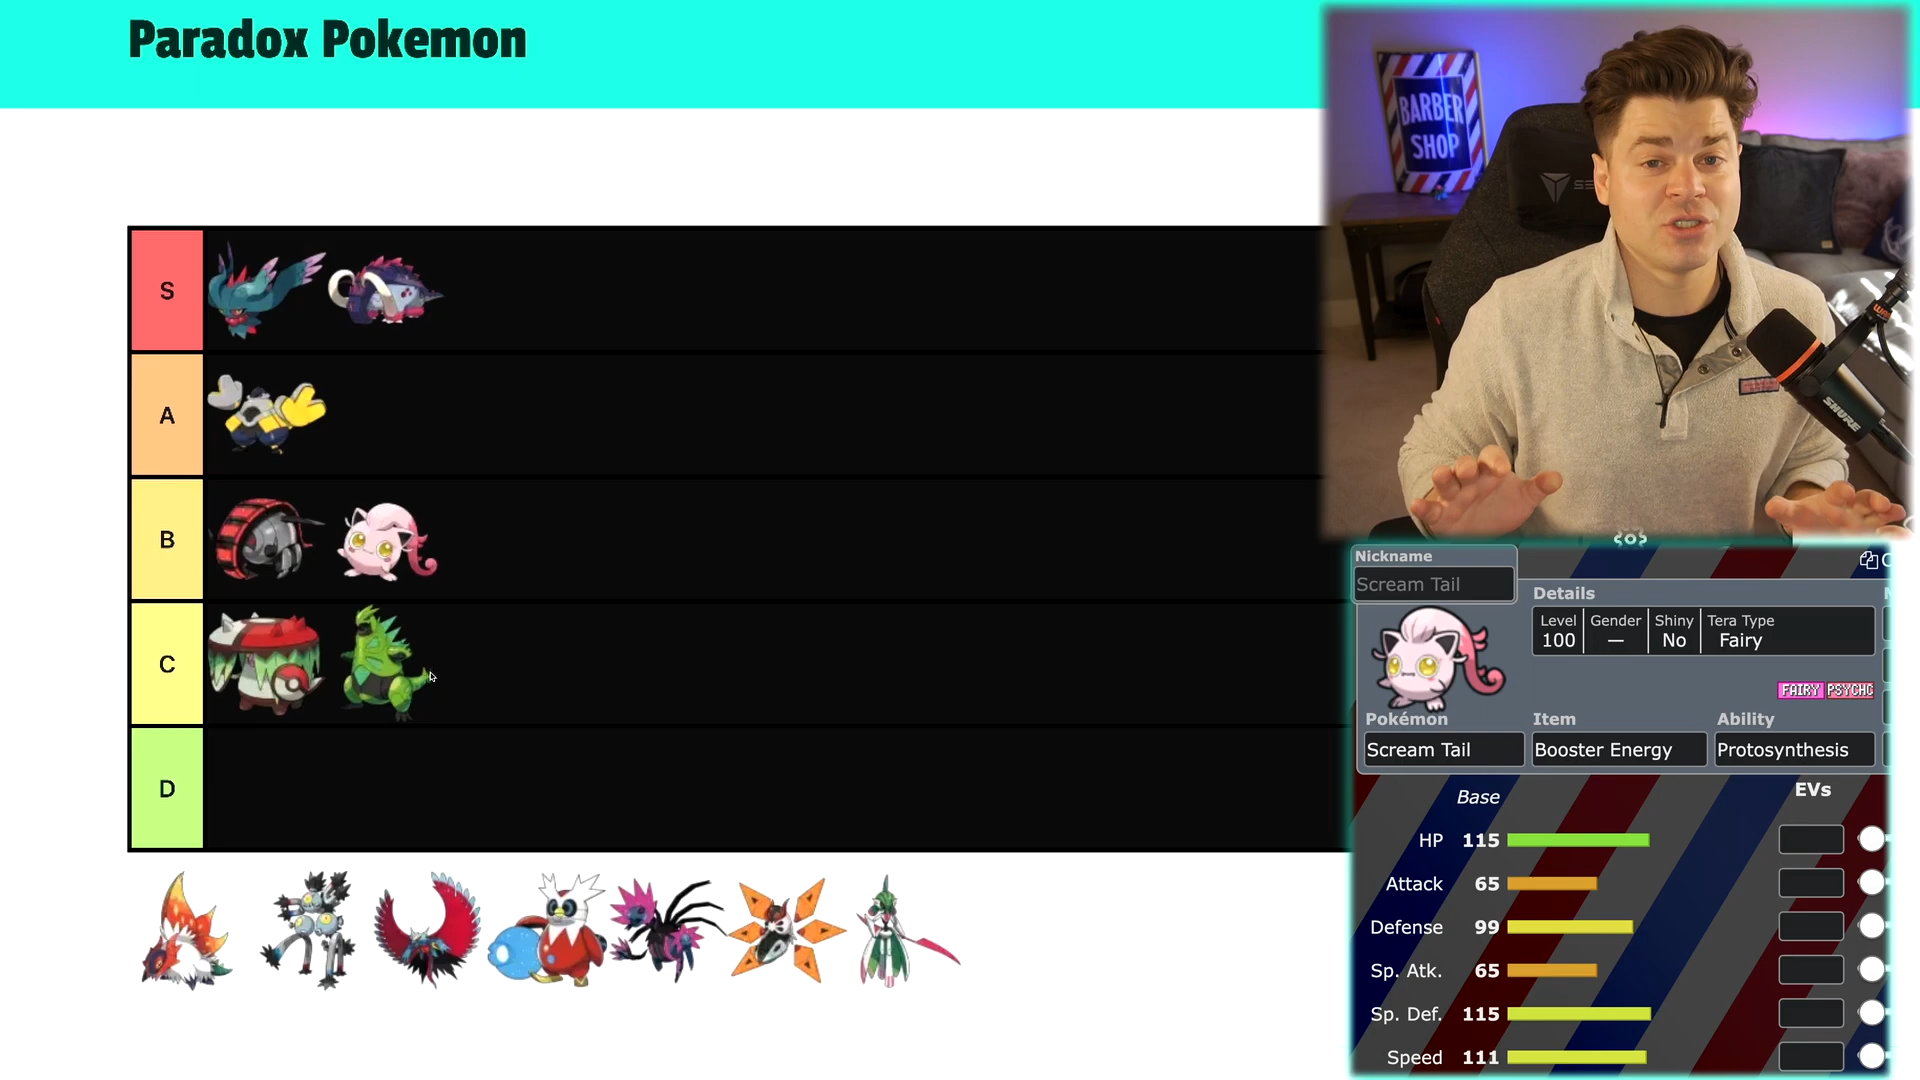 Paradox Pokemon
BARBER
SHOP
SHURE
S
A
B
C
D
Nickname
Scream Tail
Details
Level Gender Shiny Tera Type
100 — No Fairy
FAIRY PSYCHC
Pokémon Item Ability
Scream Tail Booster Energy Protosynthesis
Base EVs
HP 115
Attack 65
Defense 99
Sp. Atk. 65
Sp. Def. 115
Speed 111